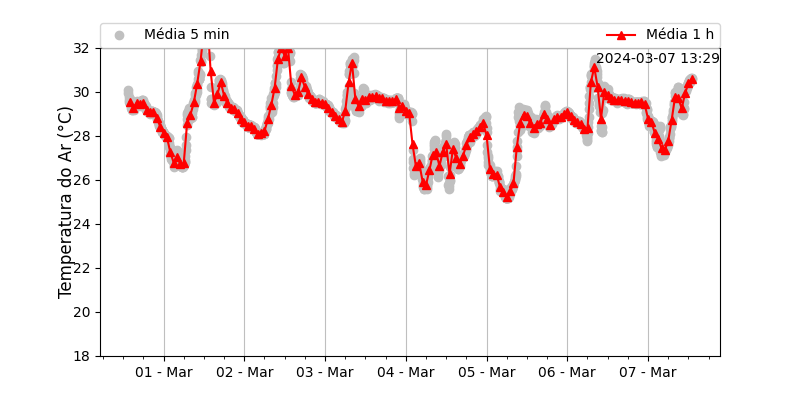 Média 5 min
Média 1 h
2024-03-07 13:29
Temperatura do Ar (°C)
32
30
28
26
24
22
20
18
01 - Mar
02 - Mar
03 - Mar
04 - Mar
05 - Mar
06 - Mar
07 - Mar